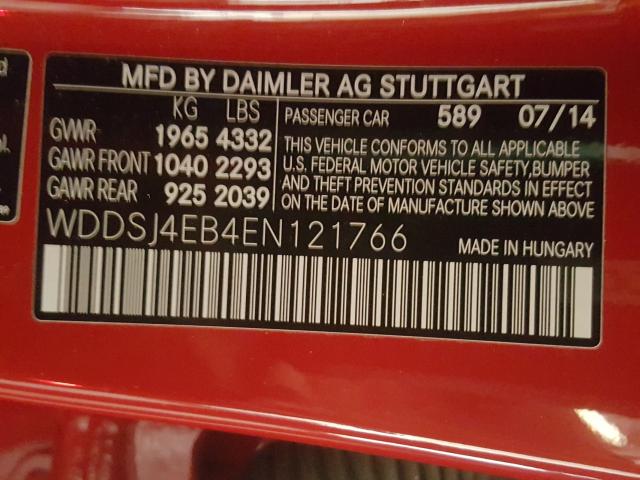 MFD BY DAIMLER AG STUTTGART
KG LBS
GVWR 1965 4332
GAWR FRONT 1040 2293
GAWR REAR 925 2039
PASSENGER CAR 589 07/14
THIS VEHICLE CONFORMS TO ALL APPLICABLE
U.S. FEDERAL MOTOR VEHICLE SAFETY, BUMPER
AND THEFT PREVENTION STANDARDS IN EFFECT
ON THE DATE OF MANUFACTURE SHOWN ABOVE
WDDSJ4EB4EN121766
MADE IN HUNGARY